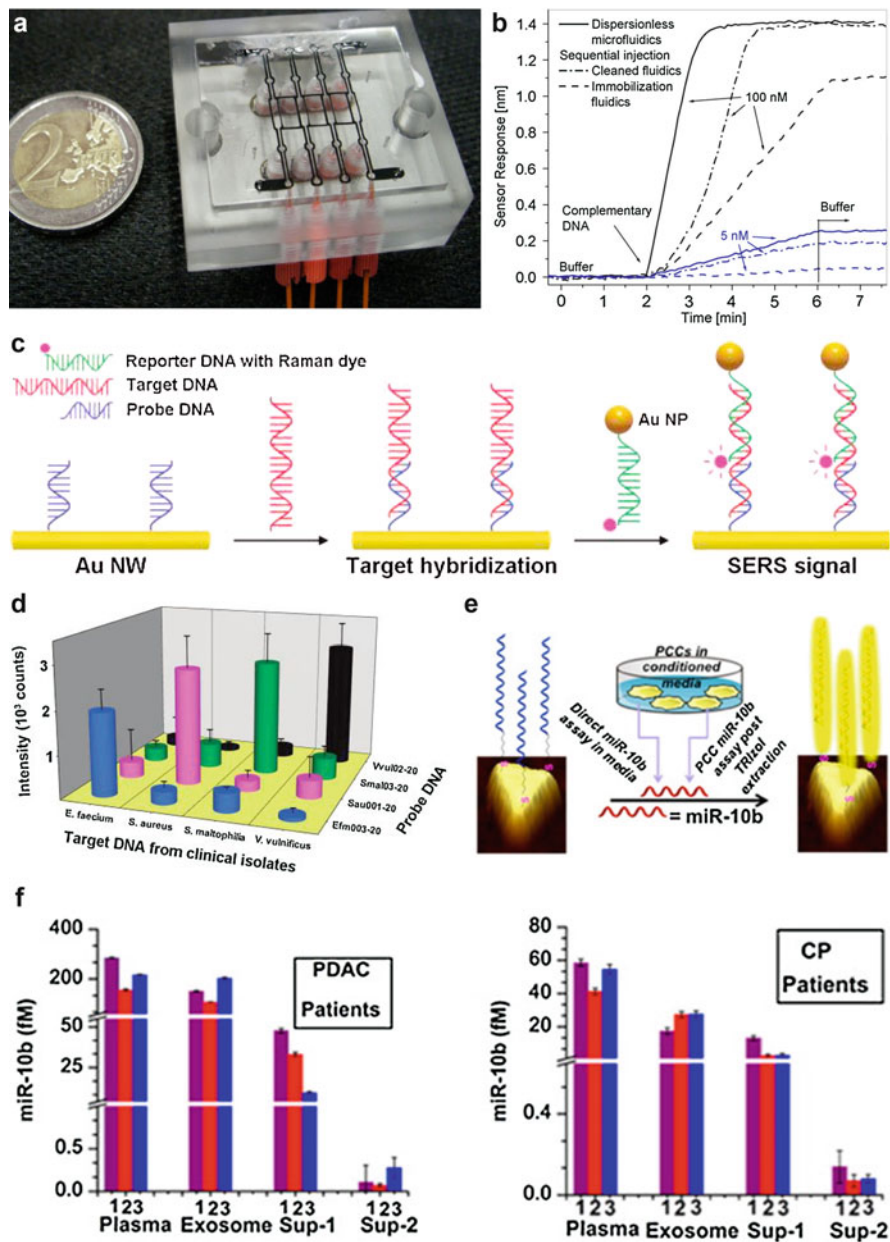 a
2
b
Dispersionless
microfluidics
Sequential injection
Cleaned fluidics
Immobilization
fluidics
100 nM
Complementary
DNA
Buffer
Buffer
5 nM
Sensor Response [nm]
1.4
1.2
1.0
0.8
0.6
0.4
0.2
0.0
0 1 2 3 4 5 6 7
Time [min]
c
Reporter DNA with Raman dye
Target DNA
Probe DNA
Au NP
Au NW
Target hybridization
SERS signal
d
Intensity (10³ counts)
3
2
1
E. faecium
S. aureus
S. maltophilia
V. vulnificus
Target DNA from clinical isolates
Vvul02-20
Smal03-20
Sau001-20
Efm003-20
Probe DNA
e
Direct miR-10b
assay in media
PCCs in
conditioned
media
PCC miR-10b
assay post
TRIzol
extraction
= miR-10b
S
S
S
S
S
f
miR-10b (fM)
400
200
50
25
0.5
0.0
PDAC
Patients
123 123 123 123
Plasma Exosome Sup-1 Sup-2
miR-10b (fM)
80
60
40
20
0.4
0.0
CP
Patients
123 123 123 123
Plasma Exosome Sup-1 Sup-2